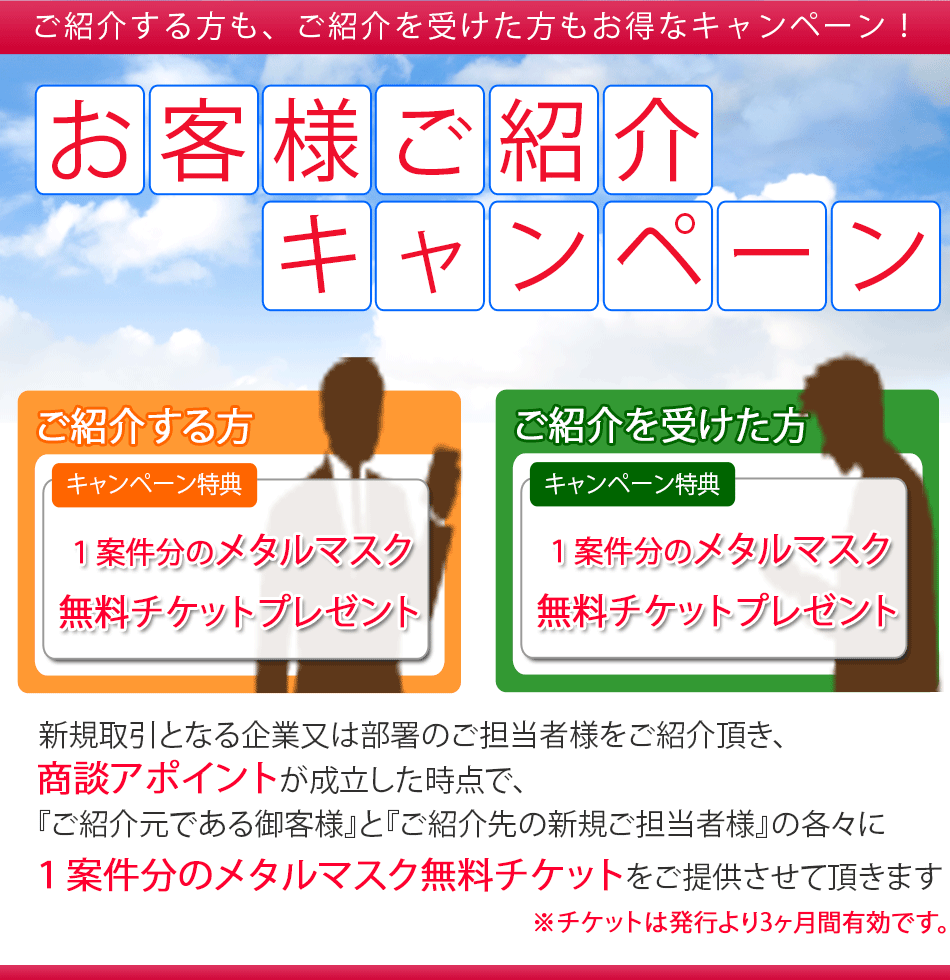 ご紹介する方も、ご紹介を受けた方もお得なキャンペーン！
お客様ご紹介
キャンペーン
ご紹介する方
キャンペーン特典
１案件分のメタルマスク
無料チケットプレゼント
ご紹介を受けた方
キャンペーン特典
１案件分のメタルマスク
無料チケットプレゼント
新規取引となる企業又は部署のご担当者様をご紹介頂き、
商談アポイントが成立した時点で、
『ご紹介元である御客様』と『ご紹介先の新規ご担当者様』の各々に
１案件分のメタルマスク無料チケットをご提供させて頂きます
※チケットは発行より3ヶ月間有効です。